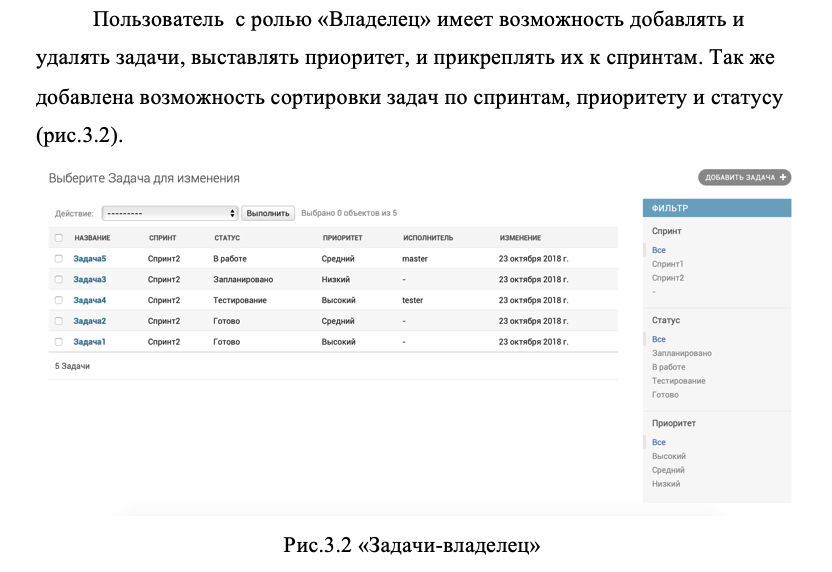 Пользователь с ролью «Владелец» имеет возможность добавлять и
удалять задачи, выставлять приоритет, и прикреплять их к спринтам. Так же
добавлена возможность сортировки задач по спринтам, приоритету и статусу
(рис.3.2).
Выберите Задача для изменения
ДОБАВИТЬ ЗАДАЧА +
Действие: --------- Выполнить Выбрано 0 объектов из 5
НАЗВАНИЕ СПРИНТ СТАТУС ПРИОРИТЕТ ИСПОЛНИТЕЛЬ ИЗМЕНЕНИЕ
Задача5 Спринт2 В работе Средний master 23 октября 2018 г.
Задача3 Спринт2 Запланировано Низкий - 23 октября 2018 г.
Задача4 Спринт2 Тестирование Высокий tester 23 октября 2018 г.
Задача2 Спринт2 Готово Средний - 23 октября 2018 г.
Задача1 Спринт2 Готово Высокий - 23 октября 2018 г.
5 Задачи
ФИЛЬТР
Спринт
Все
Спринт1
Спринт2
-
Статус
Все
Запланировано
В работе
Тестирование
Готово
Приоритет
Все
Высокий
Средний
Низкий
Рис.3.2 «Задачи-владелец»